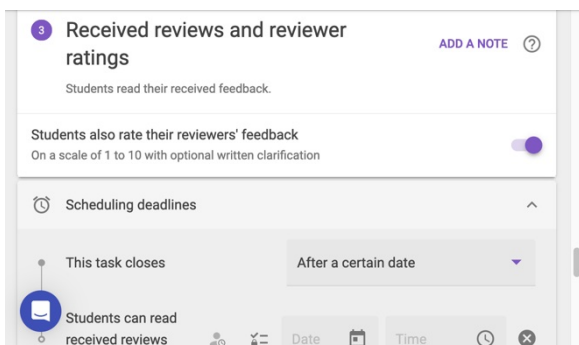 3
Received reviews and reviewer
ratings
ADD A NOTE ?
Students read their received feedback.
Students also rate their reviewers' feedback
On a scale of 1 to 10 with optional written clarification
Scheduling deadlines
This task closes
After a certain date
Students can read
received reviews
Date
Time